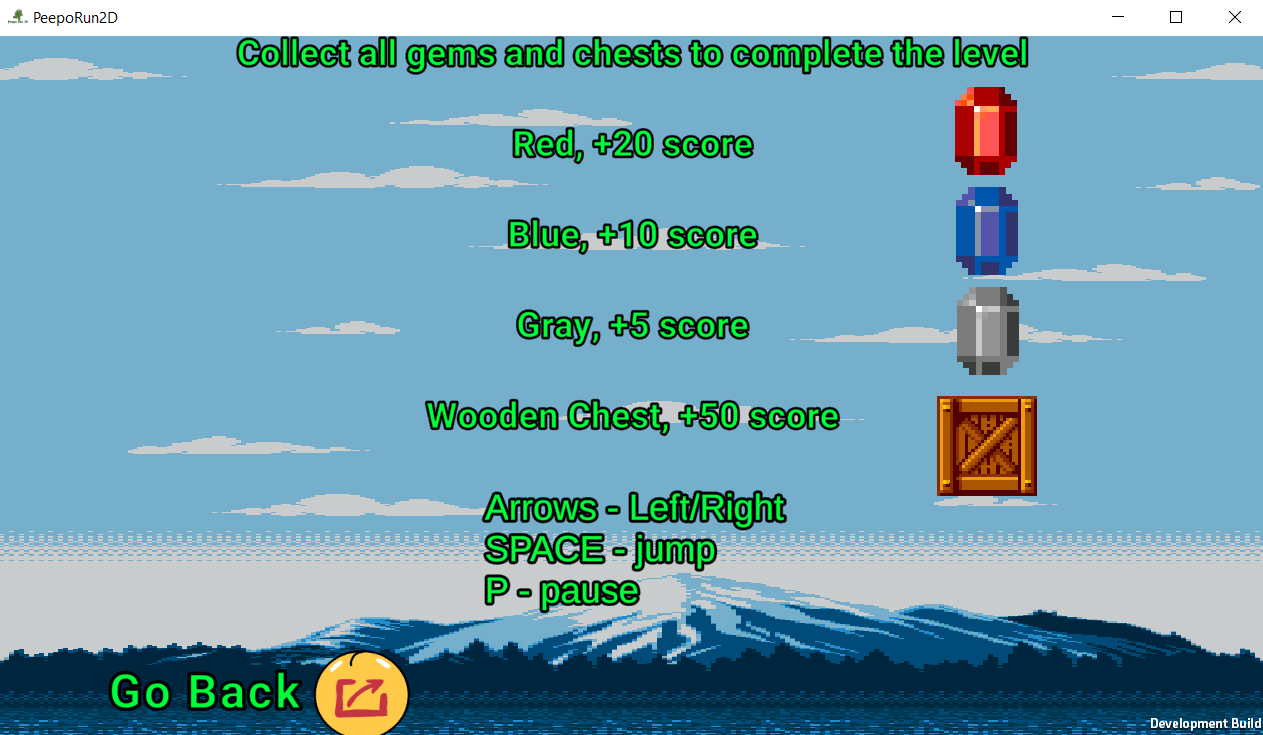 PeepoRun2D
Collect all gems and chests to complete the level
Red, +20 score
Blue, +10 score
Gray, +5 score
Wooden Chest, +50 score
Arrows - Left/Right
SPACE - jump
P - pause
Go Back
Development Build